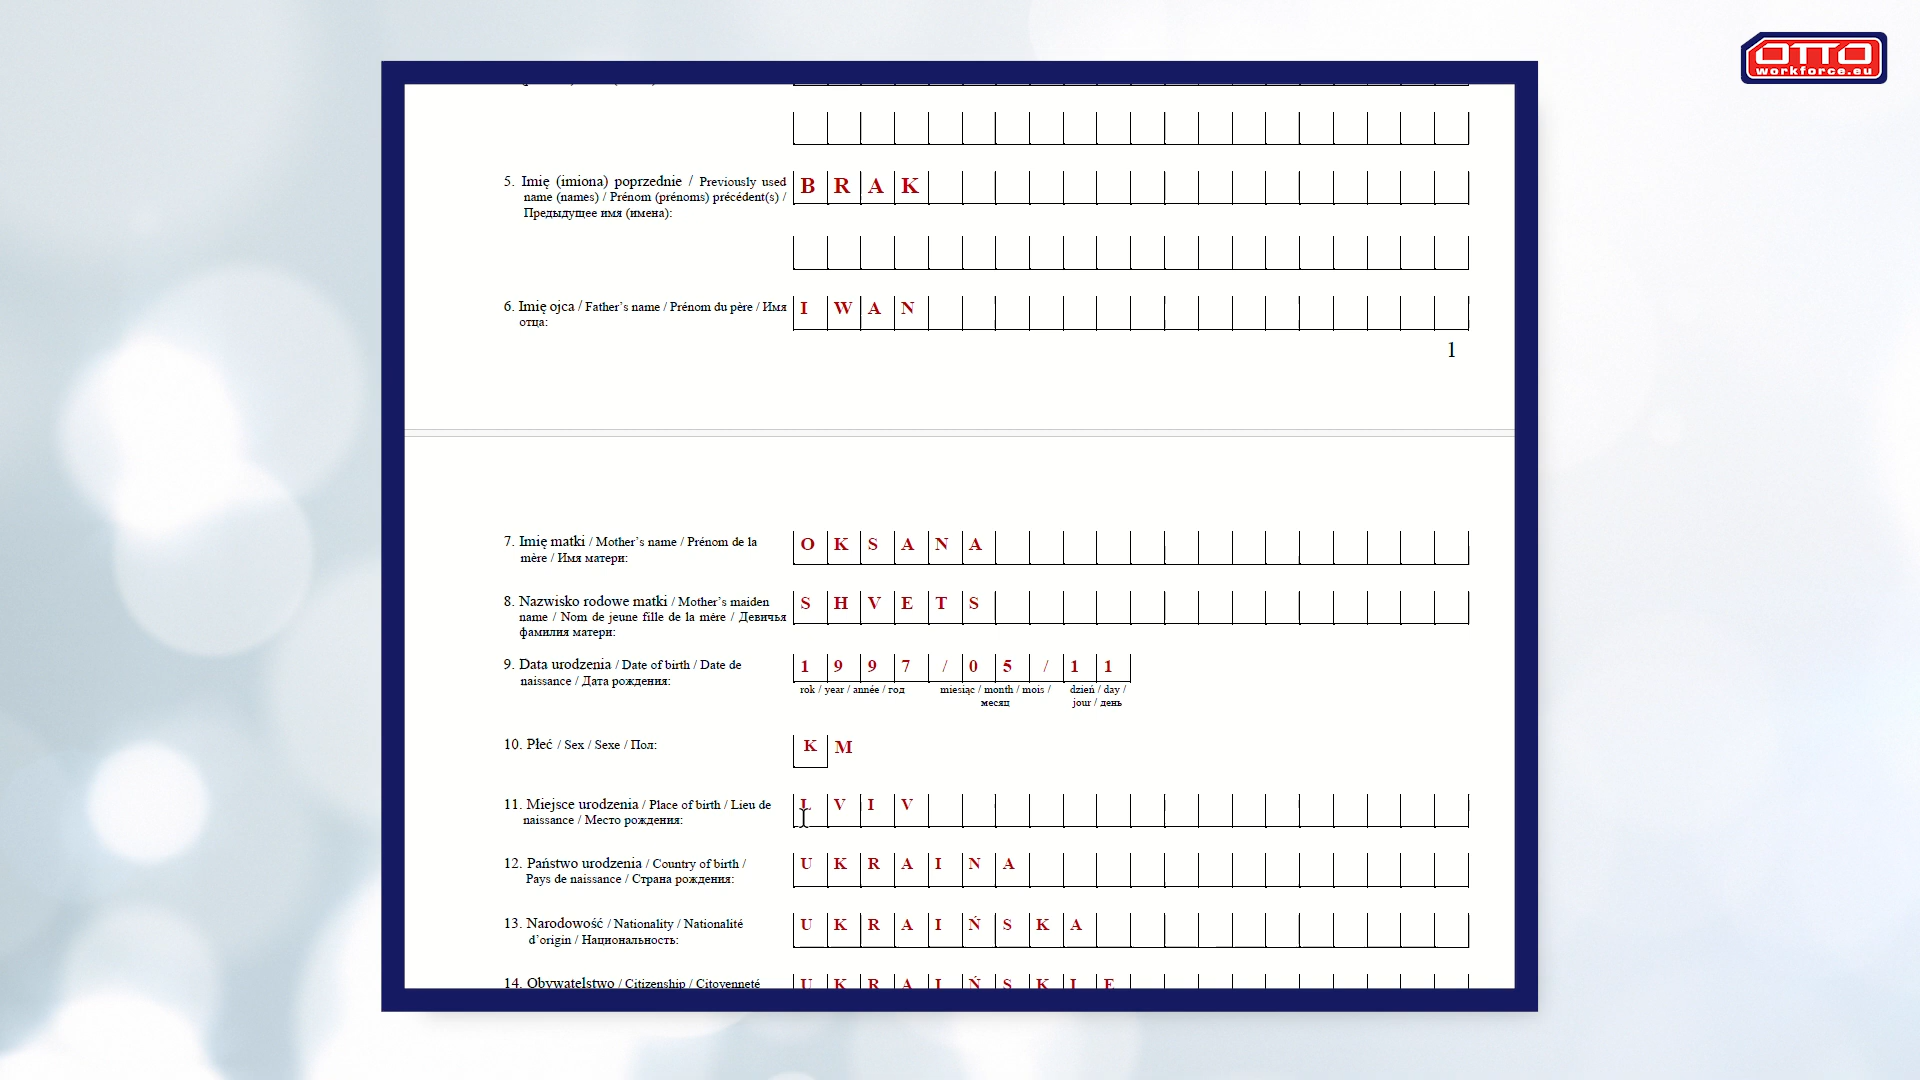 OTTO
workforce.eu
5. Imię (imiona) poprzednie / Previously used
name (names) / Prénom (prénoms) précédent(s) /
Предыдущее имя (имена):
BRAK
6. Imię ojca / Father's name / Prénom du père / Имя
отца:
IWAN
1
7. Imię matki / Mother's name / Prénom de la
mère / Имя матери:
OKSANA
8. Nazwisko rodowe matki / Mother's maiden
name / Nom de jeune fille de la mére / Девичья
фамилия матери:
SHVETS
9. Data urodzenia / Date of birth / Date de
naissance / Дата рождения:
1997/05/11
rok / year / année / год
miesiąc / month / mois /
месяц
dzień / day /
jour / день
10. Płeć / Sex / Sexe / Пол:
K M
11. Miejsce urodzenia / Place of birth / Lieu de
naissance / Место рождения:
LVIV
12. Państwo urodzenia / Country of birth /
Pays de naissance / Страна рождения:
UKRAINA
13. Narodowość / Nationality / Nationalité
d'origin / Национальность:
UKRAIŃSKA
14. Obywatelstwo / Citizenship / Citoyenneté
UKRAIŃSKIE